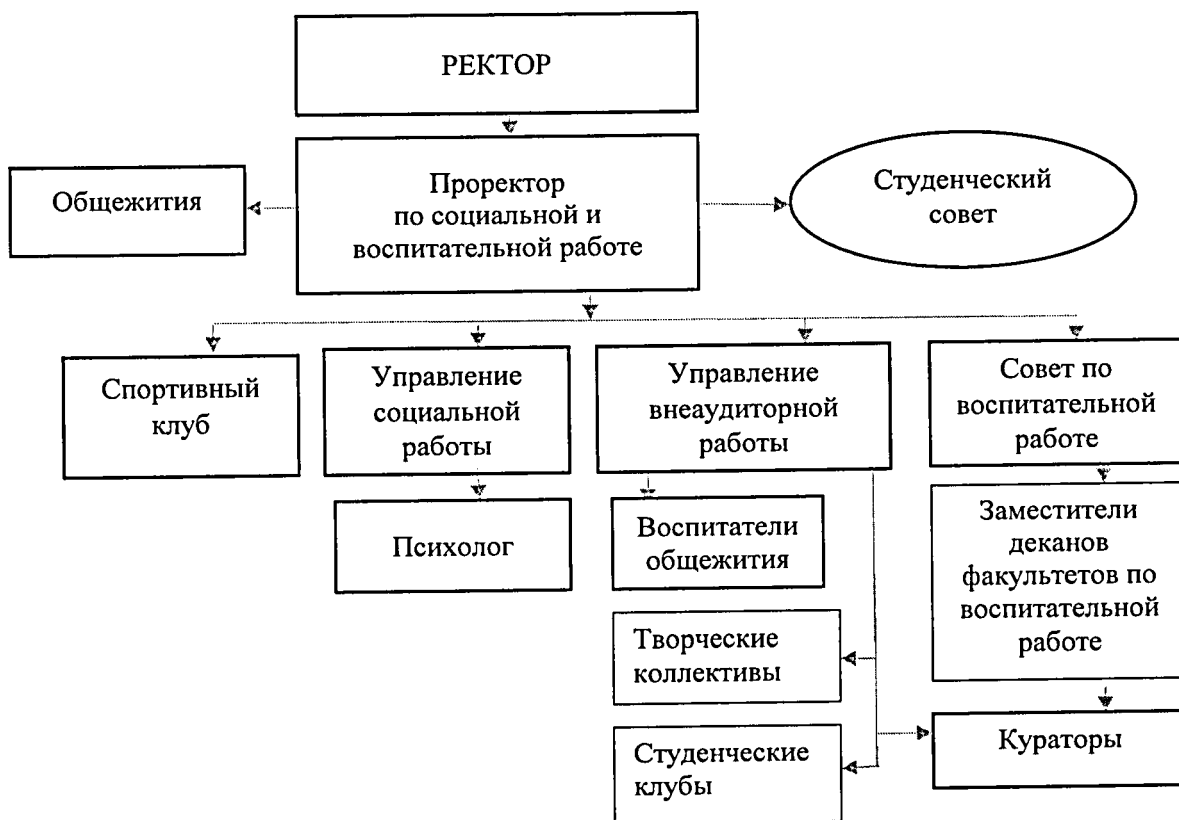 РЕКТОР
Общежития
Проректор
по социальной и
воспитательной работе
Студенческий
совет
Спортивный
клуб
Управление
социальной
работы
Управление
внеаудиторной
работы
Совет по
воспитательной
работе
Психолог
Воспитатели
общежития
Заместители
деканов
факультетов по
воспитательной
работе
Творческие
коллективы
Студенческие
клубы
Кураторы